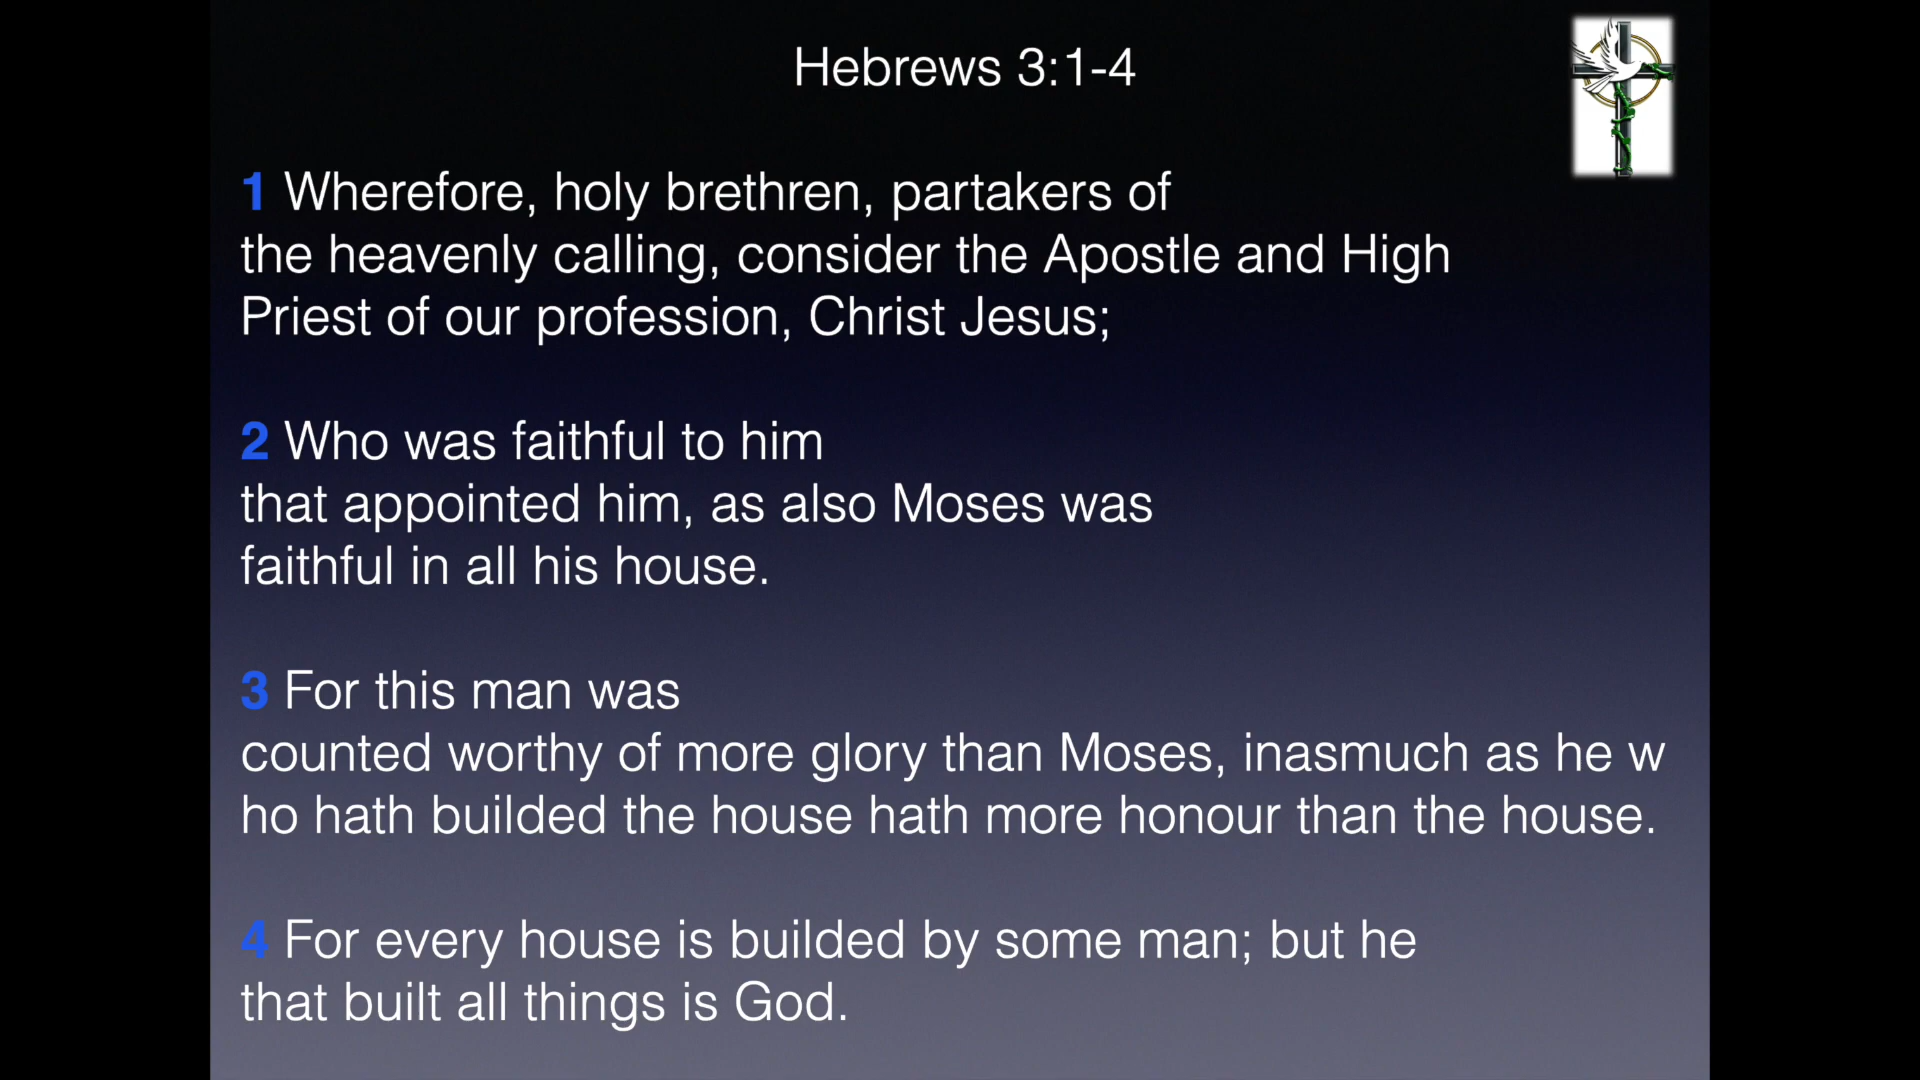 Hebrews 3:1-4
1 Wherefore, holy brethren, partakers of
the heavenly calling, consider the Apostle and High
Priest of our profession, Christ Jesus;
2 Who was faithful to him
that appointed him, as also Moses was
faithful in all his house.
3 For this man was
counted worthy of more glory than Moses, inasmuch as he w
ho hath builded the house hath more honour than the house.
4 For every house is builded by some man; but he
that built all things is God.